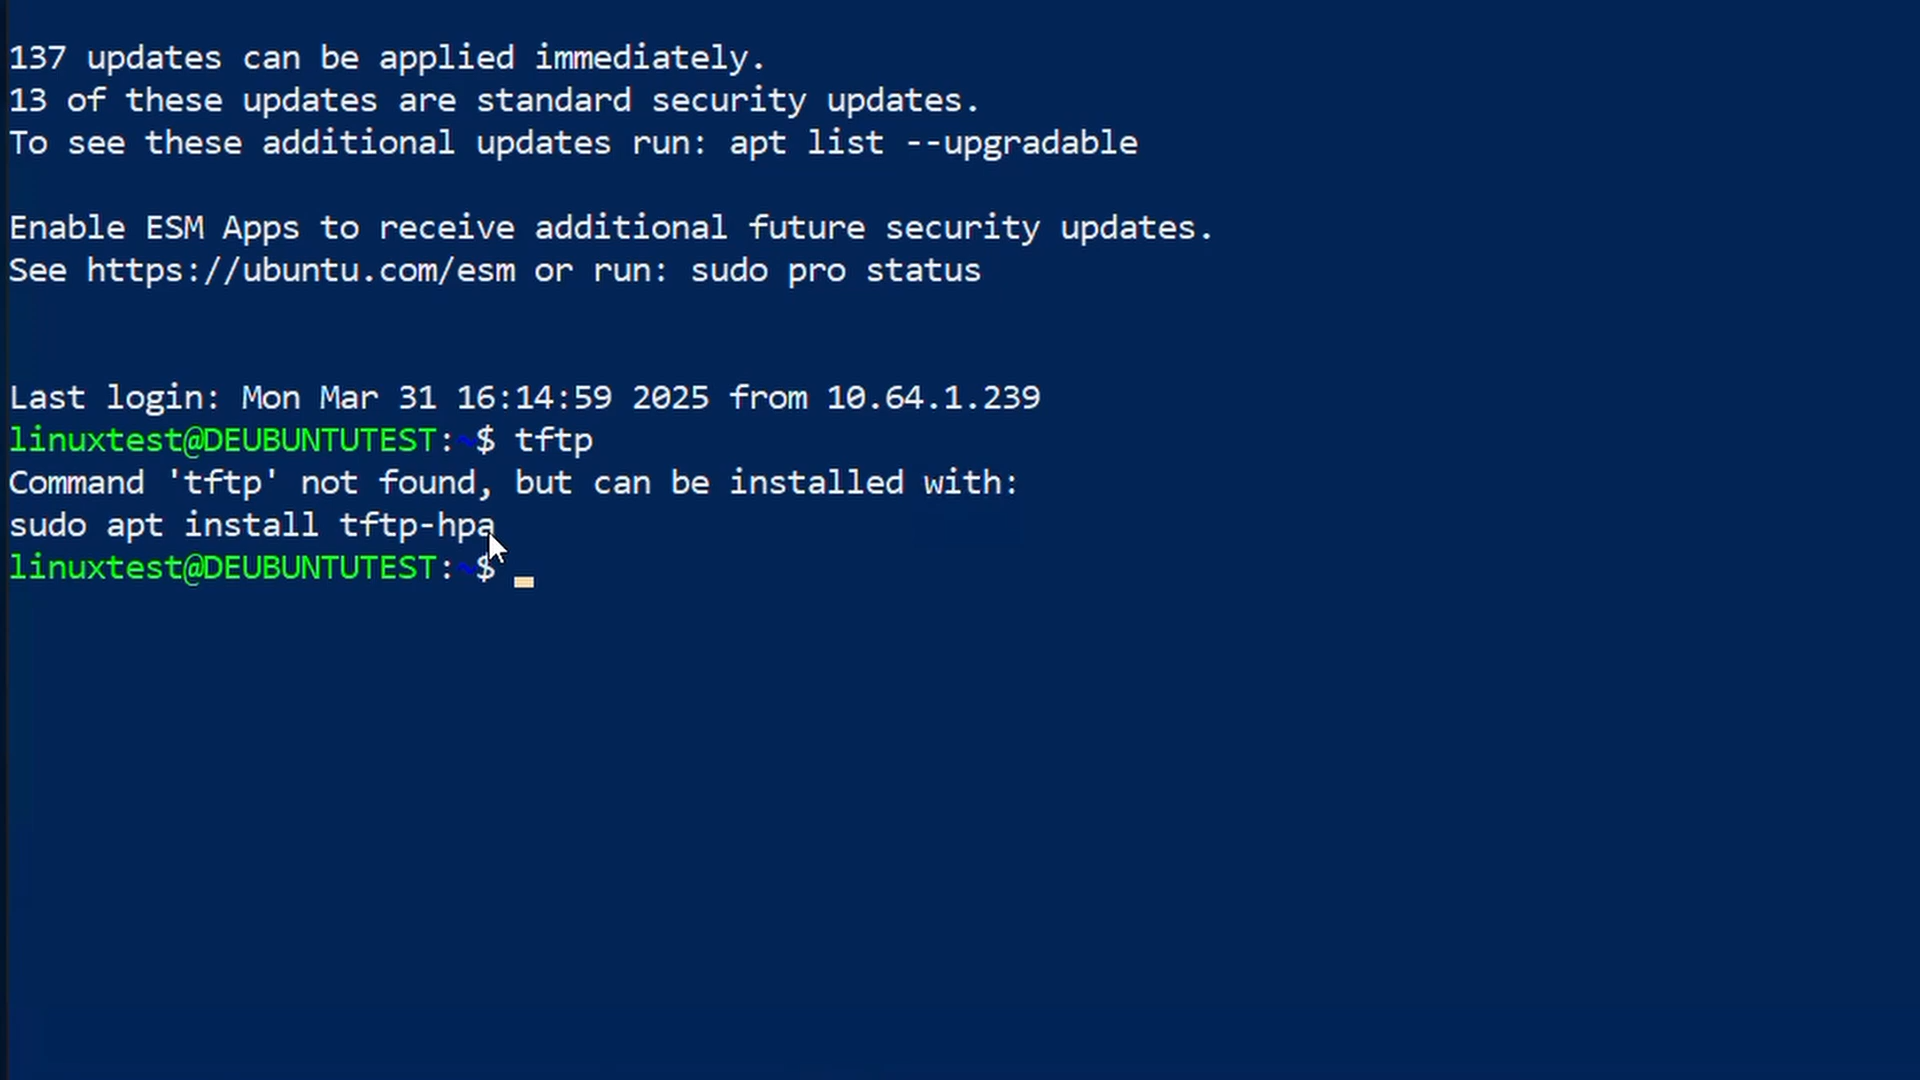 137 updates can be applied immediately.
13 of these updates are standard security updates.
To see these additional updates run: apt list --upgradable
Enable ESM Apps to receive additional future security updates.
See https://ubuntu.com/esm or run: sudo pro status
Last login: Mon Mar 31 16:14:59 2025 from 10.64.1.239
linuxtest@DEUBUNTUTEST:~$ tftp
Command 'tftp' not found, but can be installed with:
sudo apt install tftp-hpa
linuxtest@DEUBUNTUTEST:~$